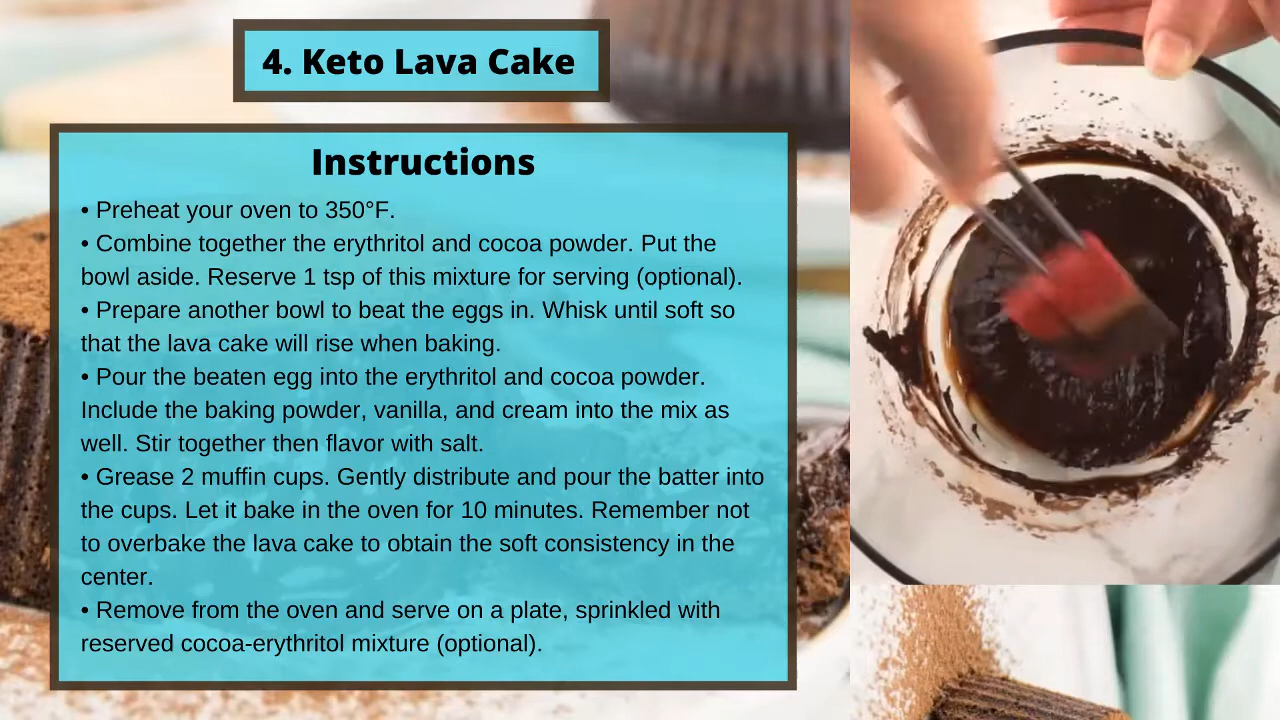 4. Keto Lava Cake
Instructions
• Preheat your oven to 350°F.
• Combine together the erythritol and cocoa powder. Put the
bowl aside. Reserve 1 tsp of this mixture for serving (optional).
• Prepare another bowl to beat the eggs in. Whisk until soft so
that the lava cake will rise when baking.
• Pour the beaten egg into the erythritol and cocoa powder.
Include the baking powder, vanilla, and cream into the mix as
well. Stir together then flavor with salt.
• Grease 2 muffin cups. Gently distribute and pour the batter into
the cups. Let it bake in the oven for 10 minutes. Remember not
to overbake the lava cake to obtain the soft consistency in the
center.
• Remove from the oven and serve on a plate, sprinkled with
reserved cocoa-erythritol mixture (optional).